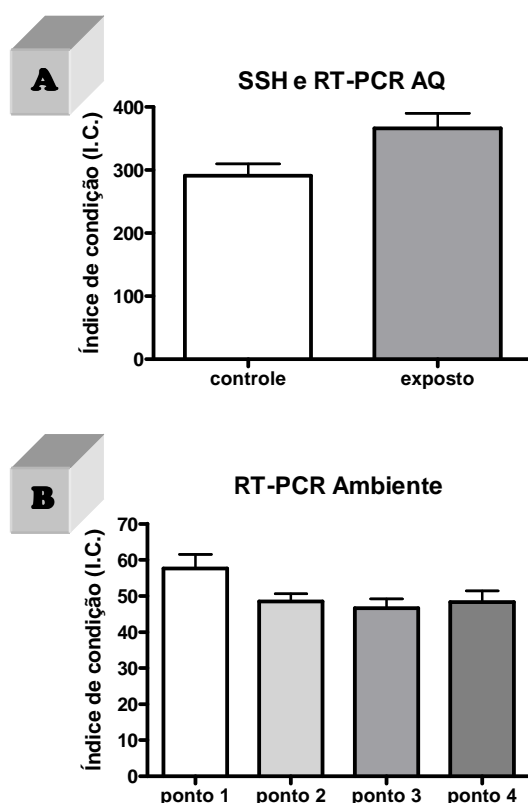 A
SSH e RT-PCR AQ
Índice de condição (I.C.)
400
300
200
100
0
controle
exposto
B
RT-PCR Ambiente
Índice de condição (I.C.)
70
60
50
40
30
20
10
0
ponto 1
ponto 2
ponto 3
ponto 4